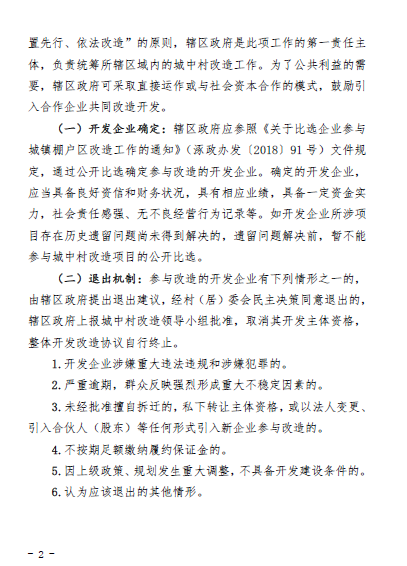 置先行、依法改造”的原则，辖区政府是此项工作的第一责任主
体，负责统筹所辖区域内的城中村改造工作。为了公共利益的需
要，辖区政府可采取直接运作或与社会资本合作的模式，鼓励引
入合作企业共同改造开发。
（一）开发企业确定：辖区政府应参照《关于比选企业参与
城镇棚户区改造工作的通知》（涿政办发〔2018〕91 号）文件规
定，通过公开比选确定参与改造的开发企业。确定的开发企业，
应当具备良好资信和财务状况，具有相应业绩，具备一定资金实
力，社会责任感强、无不良经营行为记录等。如开发企业所涉项
目存在历史遗留问题尚未得到解决的，遗留问题解决前，暂不能
参与城中村改造项目的公开比选。
（二）退出机制：参与改造的开发企业有下列情形之一的，
由辖区政府提出退出建议，经村（居）委会民主决策同意退出的，
辖区政府上报城中村改造领导小组批准，取消其开发主体资格，
整体开发改造协议自行终止。
1.开发企业涉嫌重大违法违规和涉嫌犯罪的。
2.严重逾期，群众反映强烈形成重大不稳定因素的。
3.未经批准擅自拆迁的，私下转让主体资格，或以法人变更、
引入合伙人（股东）等任何形式引入新企业参与改造的。
4.不按期足额缴纳履约保证金的。
5.因上级政策、规划发生重大调整，不具备开发建设条件的。
6.认为应该退出的其他情形。
- 2 -